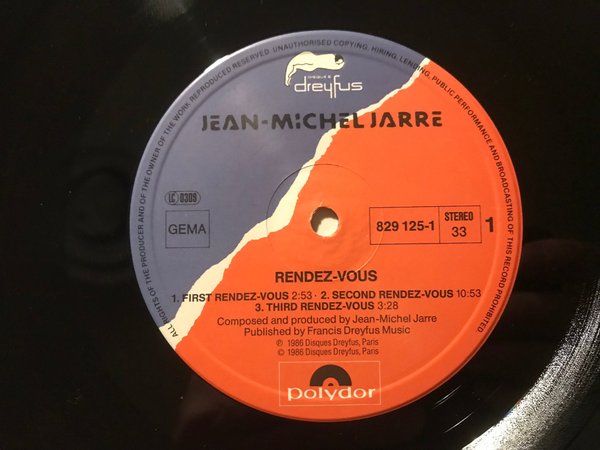 ALL RIGHTS OF THE PRODUCER AND OF THE OWNER OF THE WORK REPRODUCED RESERVED. UNAUTHORISED COPYING, HIRING, LENDING, PUBLIC PERFORMANCE AND BROADCASTING OF THIS RECORD PROHIBITED
DISQUES
dreyfus
JEAN-MICHEL JARRE
LC 0309
GEMA
829 125-1
STEREO
33
1
RENDEZ-VOUS
1. FIRST RENDEZ-VOUS 2:53 · 2. SECOND RENDEZ-VOUS 10:53
3. THIRD RENDEZ-VOUS 3:28
Composed and produced by Jean-Michel Jarre
Published by Francis Dreyfus Music
℗ 1986 Disques Dreyfus, Paris
© 1986 Disques Dreyfus, Paris
polydor